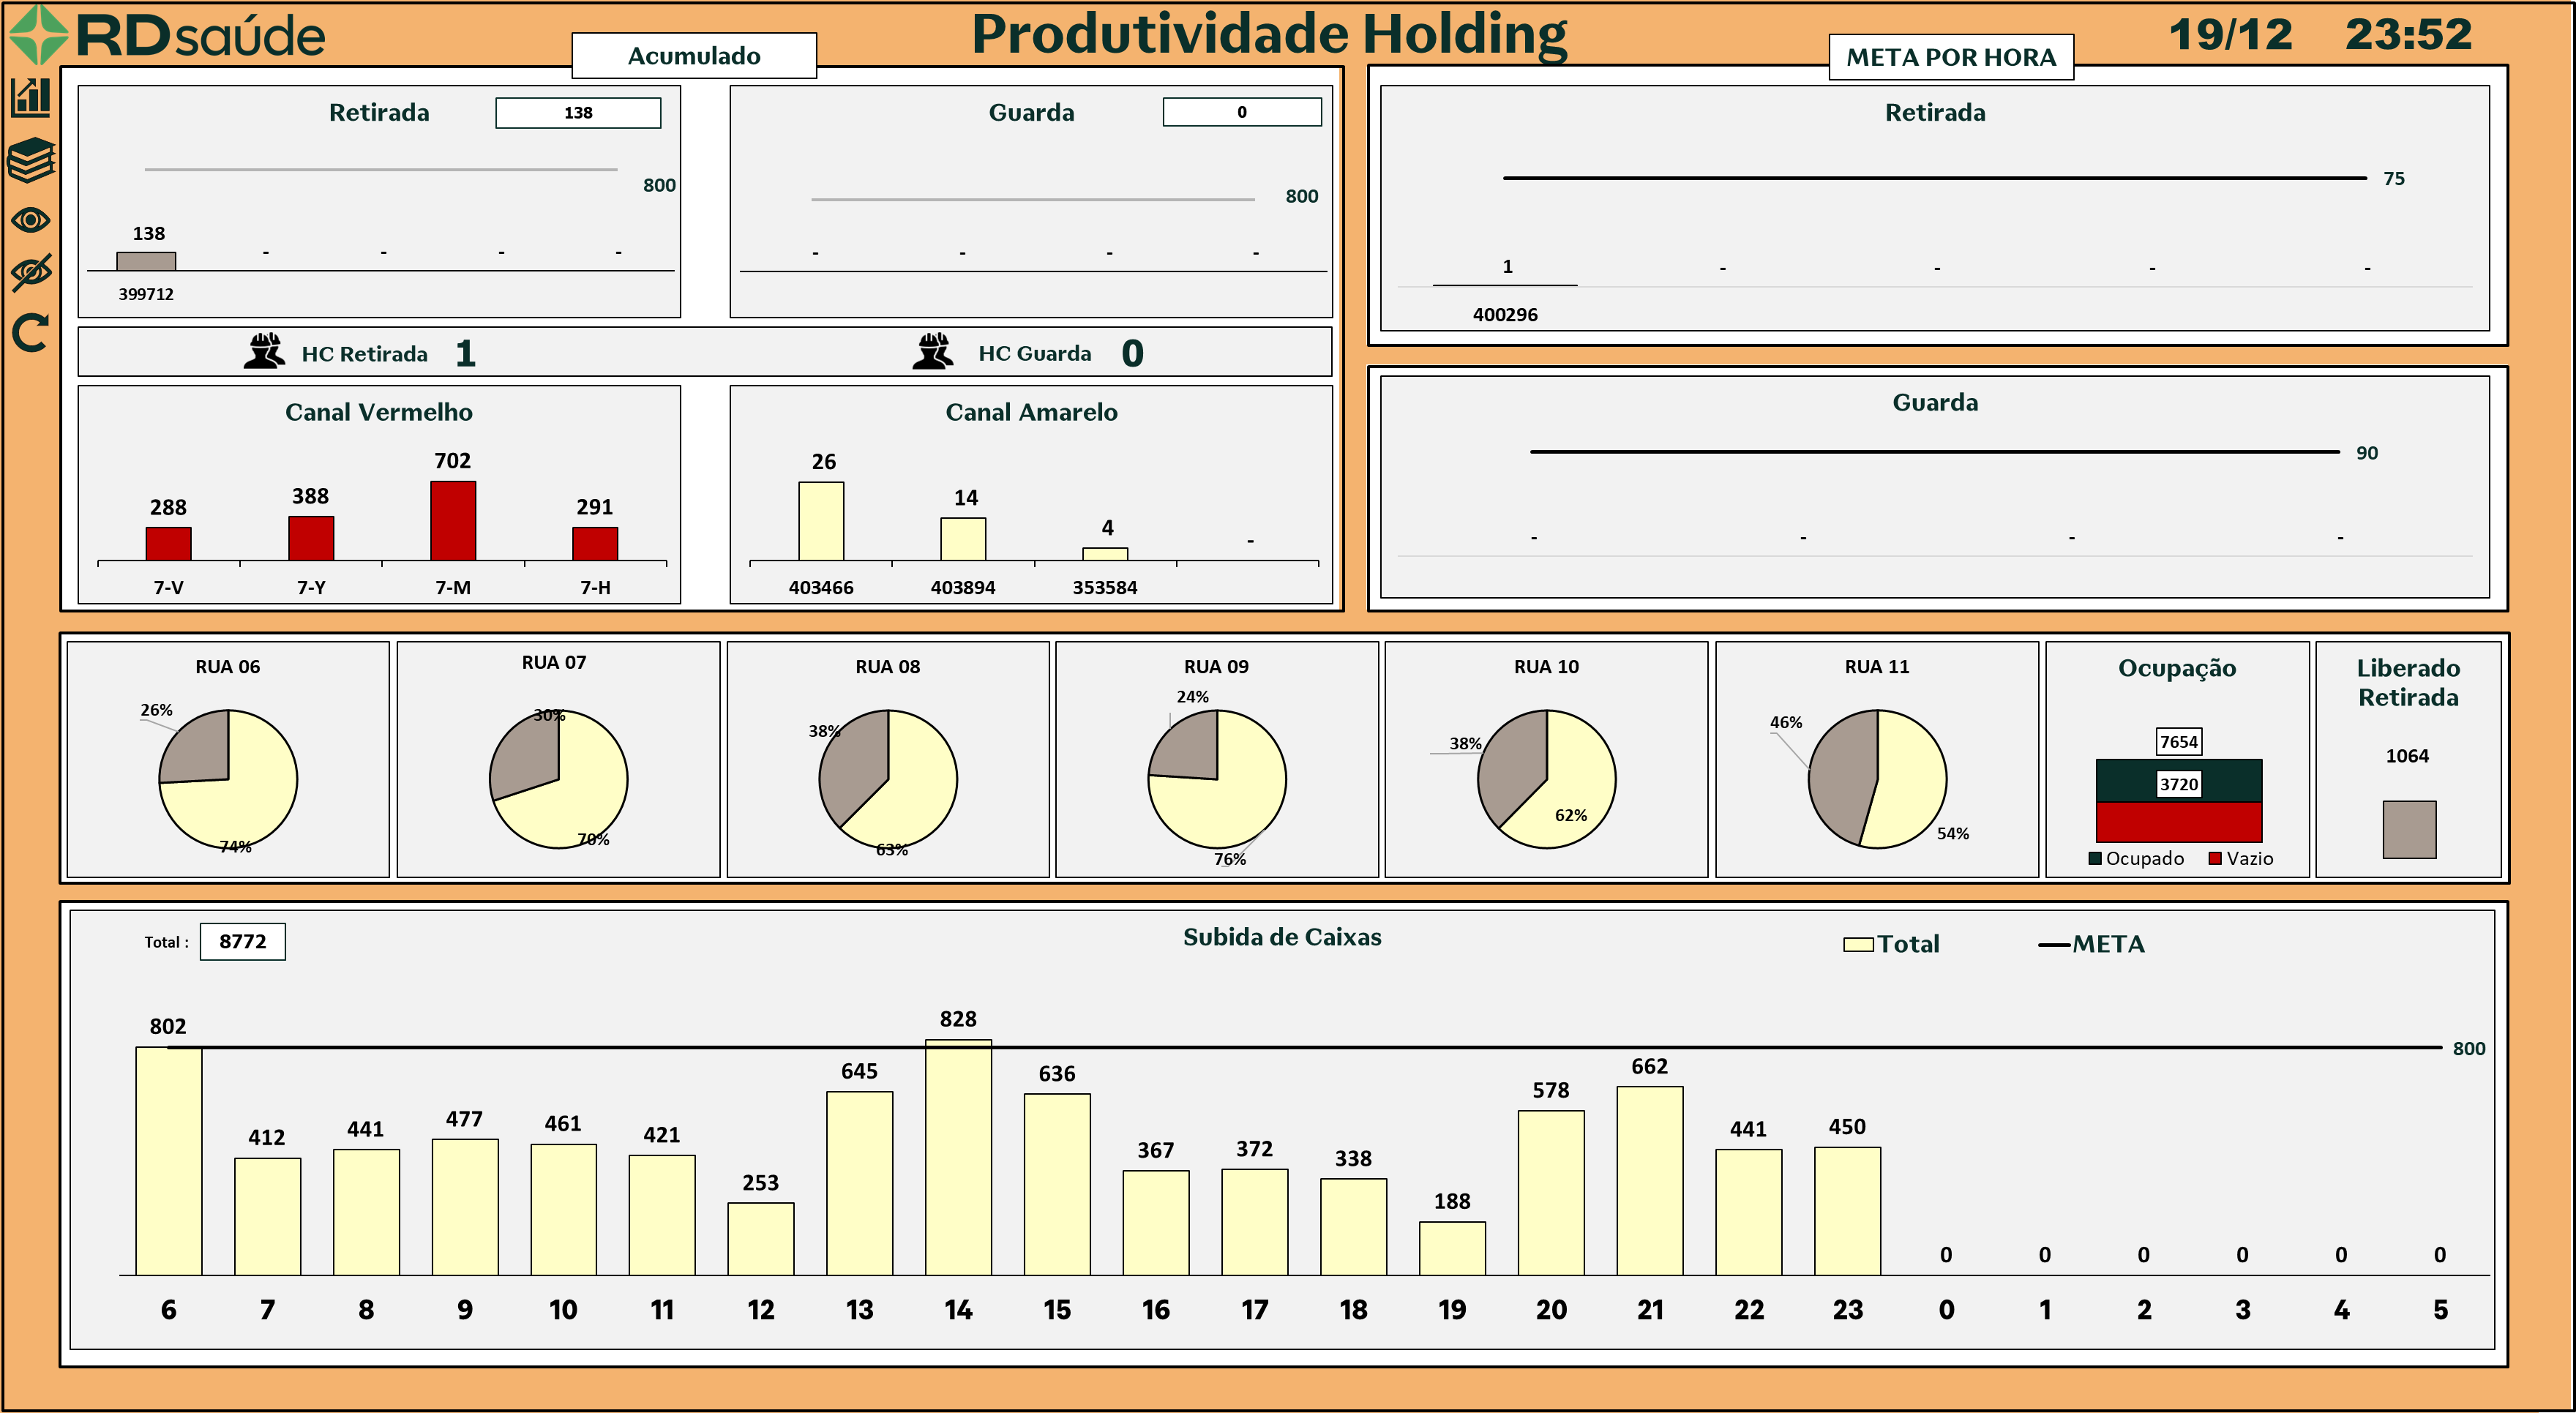 RDsaúde
Produtividade Holding
19/12 23:52
Acumulado
META POR HORA
Retirada 138
800
138 - - - -
399712
Guarda 0
800
- - - -
Retirada
75
1 - - - -
400296
HC Retirada 1
HC Guarda 0
Canal Vermelho
288 388 702 291
7-V 7-Y 7-M 7-H
Canal Amarelo
26 14 4 -
403466 403894 353584
Guarda
90
- - - -
RUA 06
26%
74%
RUA 07
30%
70%
RUA 08
38%
63%
RUA 09
24%
76%
RUA 10
38%
62%
RUA 11
46%
54%
Ocupação
7654
3720
Ocupado Vazio
Liberado
Retirada
1064
Total : 8772
Subida de Caixas
Total META
800
802 412 441 477 461 421 253 645 828 636 367 372 338 188 578 662 441 450 0 0 0 0 0 0
6 7 8 9 10 11 12 13 14 15 16 17 18 19 20 21 22 23 0 1 2 3 4 5